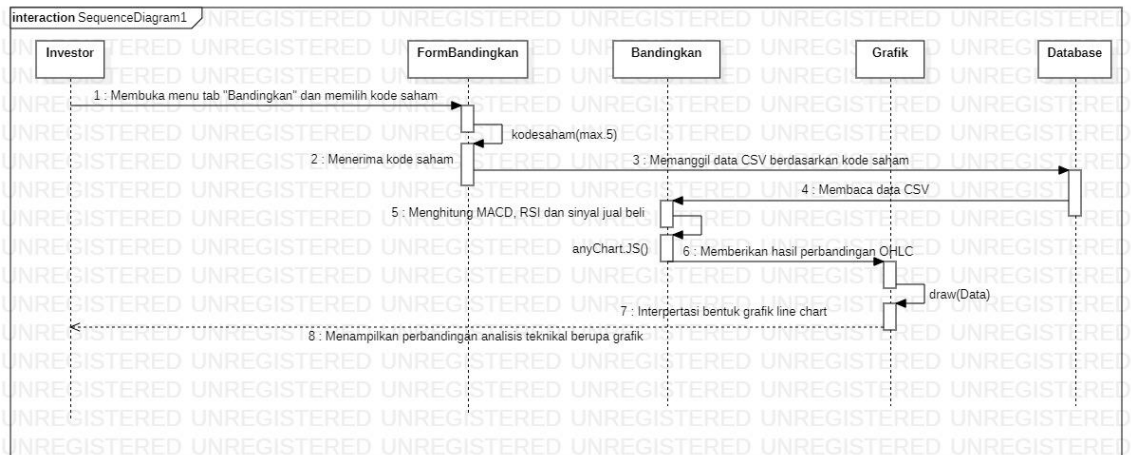 interaction SequenceDiagram1
Investor
FormBandingkan
Bandingkan
Grafik
Database
1 : Membuka menu tab "Bandingkan" dan memilih kode saham
kodesaham(max.5)
2 : Menerima kode saham
3 : Memanggil data CSV berdasarkan kode saham
4 : Membaca data CSV
5 : Menghitung MACD, RSI dan sinyal jual beli
anyChart.JS()
6 : Memberikan hasil perbandingan OHLC
draw(Data)
7 : Interpertasi bentuk grafik line chart
8 : Menampilkan perbandingan analisis teknikal berupa grafik
UNREGISTERED